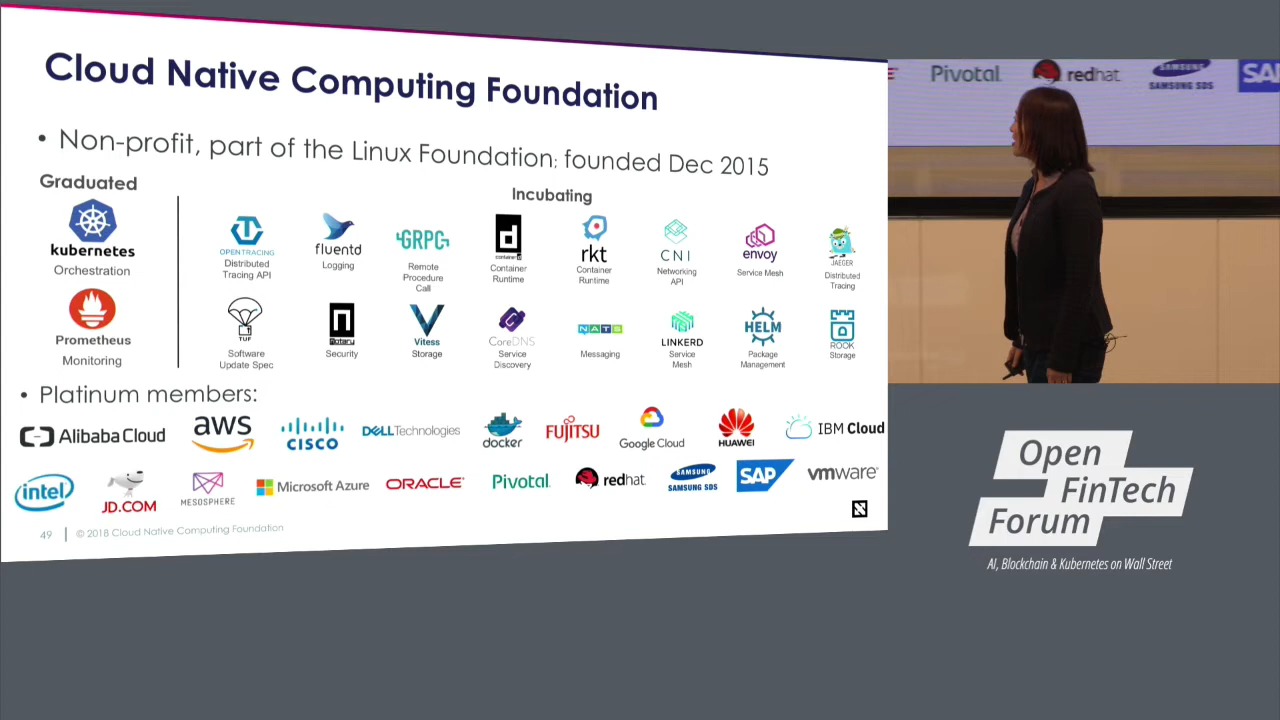 Cloud Native Computing Foundation
• Non-profit, part of the Linux Foundation; founded Dec 2015
Graduated
Incubating
kubernetes
Orchestration
Prometheus
Monitoring
OPENTRACING
Distributed
Tracing API
fluentd
Logging
GRPC
Remote
Procedure
Call
d
containerd
Container
Runtime
rkt
Container
Runtime
CNI
Networking
API
envoy
Service Mesh
JAEGER
Distributed
Tracing
TUF
Software
Update Spec
n
Notary
Security
Vitess
Storage
CoreDNS
Service
Discovery
NATS
Messaging
LINKERD
Service
Mesh
HELM
Package
Management
ROOK
Storage
• Platinum members:
Alibaba Cloud
aws
CISCO
DELLTechnologies
docker
FUJITSU
Google Cloud
HUAWEI
IBM Cloud
intel
JD.COM
MESOSPHERE
Microsoft Azure
ORACLE
Pivotal
redhat
SAMSUNG
SAMSUNG SDS
SAP
vmware
49
© 2018 Cloud Native Computing Foundation
Pivotal
redhat
SAMSUNG
SAMSUNG SDS
SA
Open
FinTech
Forum
AI, Blockchain & Kubernetes on Wall Street